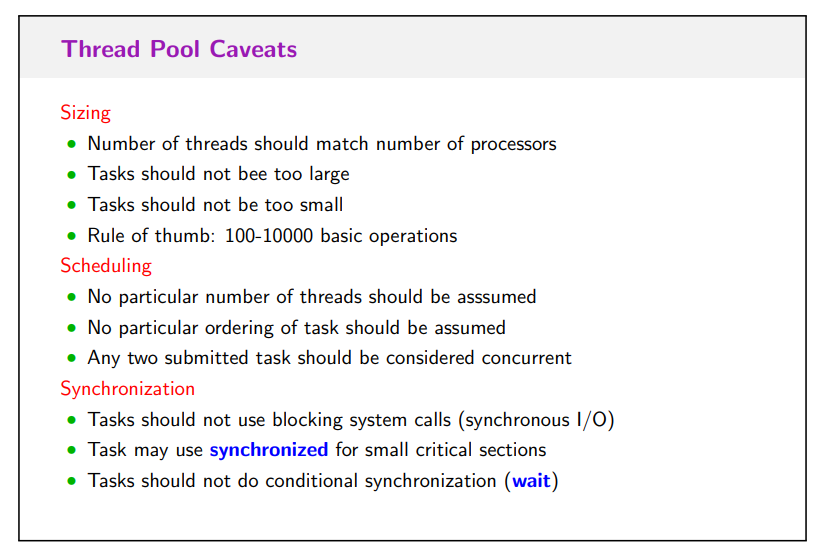 Thread Pool Caveats
Sizing
• Number of threads should match number of processors
• Tasks should not bee too large
• Tasks should not be too small
• Rule of thumb: 100-10000 basic operations
Scheduling
• No particular number of threads should be asssumed
• No particular ordering of task should be assumed
• Any two submitted task should be considered concurrent
Synchronization
• Tasks should not use blocking system calls (synchronous I/O)
• Task may use synchronized for small critical sections
• Tasks should not do conditional synchronization (wait)